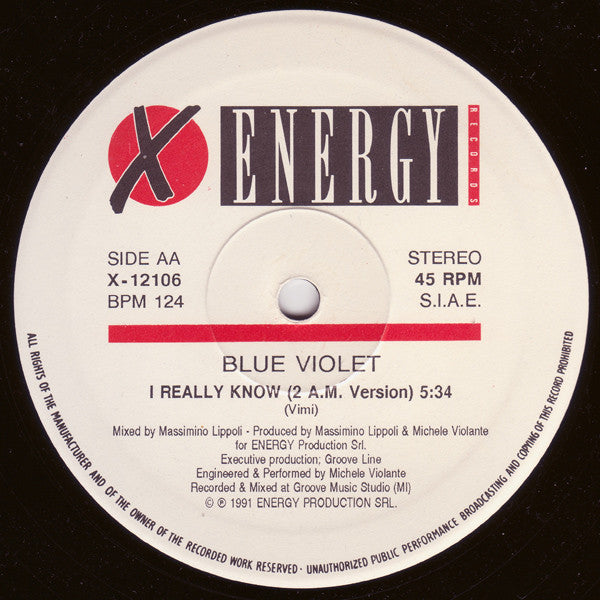 X ENERGY RECORDS
SIDE AA
X-12106
BPM 124
STEREO
45 RPM
S.I.A.E.
BLUE VIOLET
I REALLY KNOW (2 A.M. Version) 5:34
(Vimi)
Mixed by Massimino Lippoli - Produced by Massimino Lippoli & Michele Violante
for ENERGY Production Srl.
Executive production; Groove Line
Engineered & Performed by Michele Violante
Recorded & Mixed at Groove Music Studio (MI)
© ℗ 1991 ENERGY PRODUCTION SRL.
ALL RIGHTS OF THE MANUFACTURER AND OF THE OWNER OF THE RECORDED WORK RESERVED - UNAUTHORIZED PUBLIC PERFORMANCE BROADCASTING AND COPYING OF THIS RECORD PROHIBITED